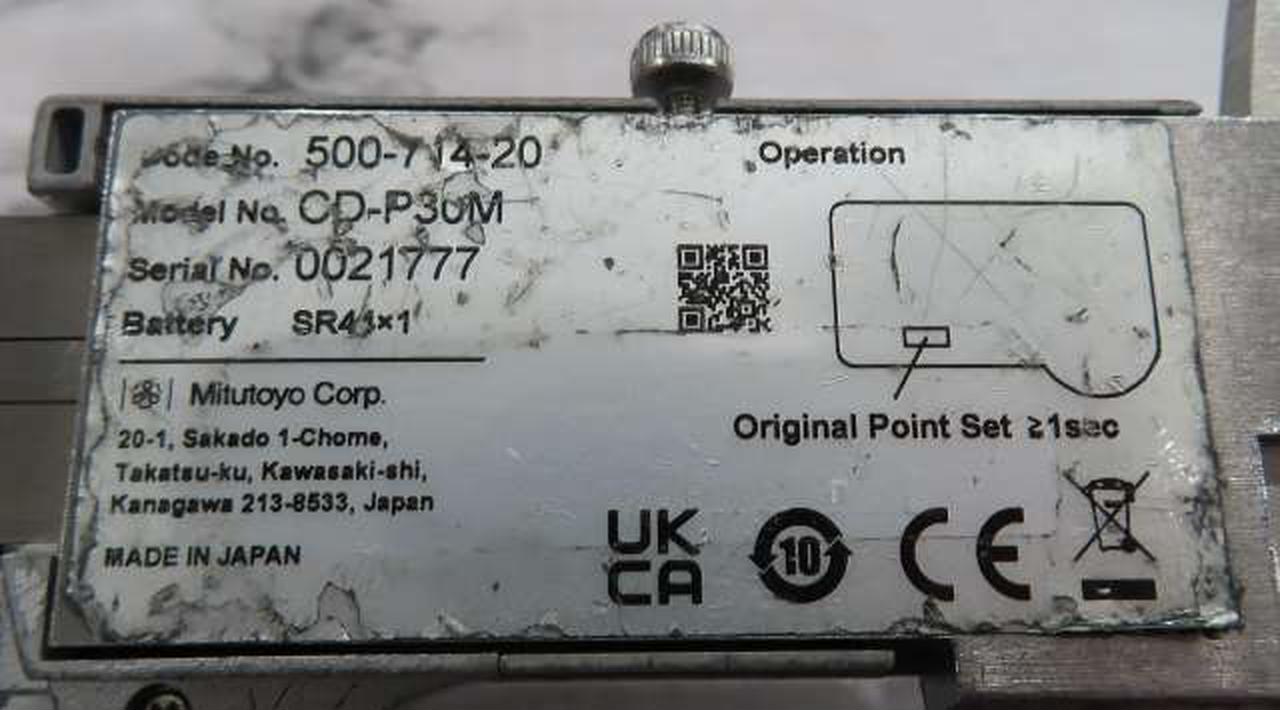 Code No. 500-714-20
Model No. CD-P30M
Serial No. 0021777
Battery SR44×1
Mitutoyo Corp.
20-1, Sakado 1-Chome,
Takatsu-ku, Kawasaki-shi,
Kanagawa 213-8533, Japan
MADE IN JAPAN
Operation
Original Point Set ≥1sec
UK
CA
10
CE